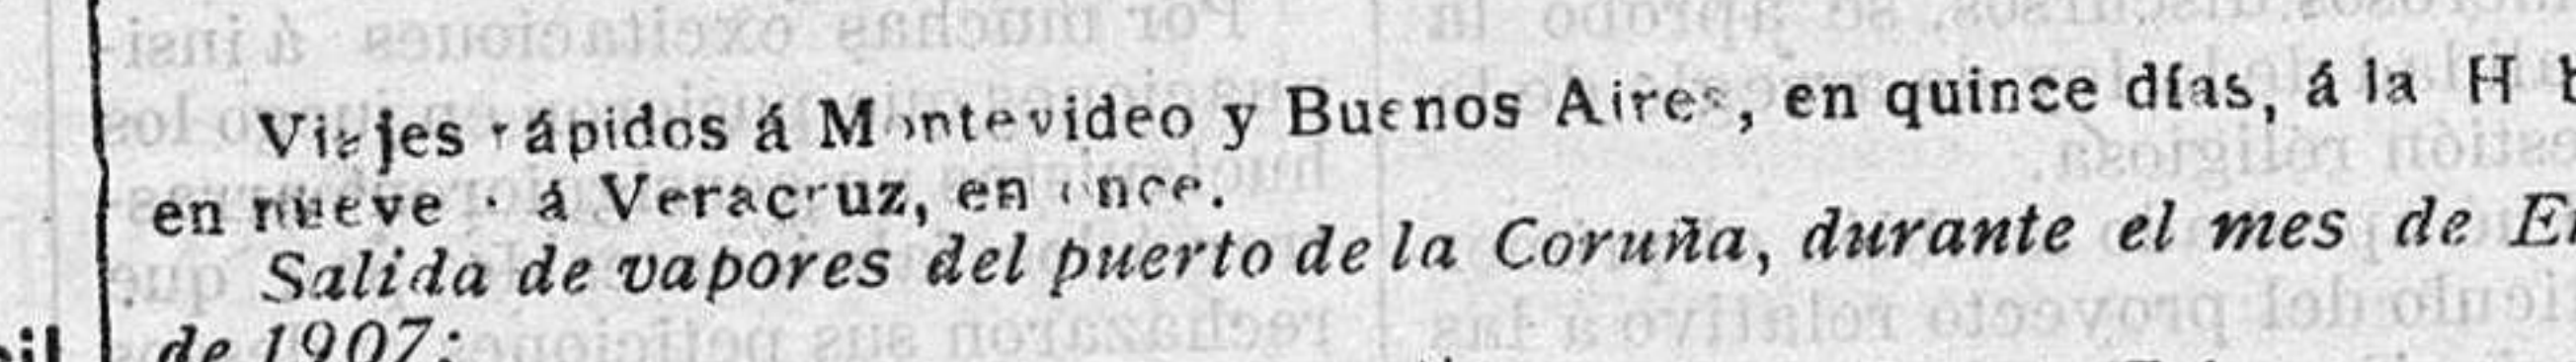 Viajes rápidos á Montevideo y Buenos Aires, en quince días, á la H b
en nueve á Veracruz, en once.
Salida de vapores del puerto de la Coruña, durante el mes de En
de 1907: